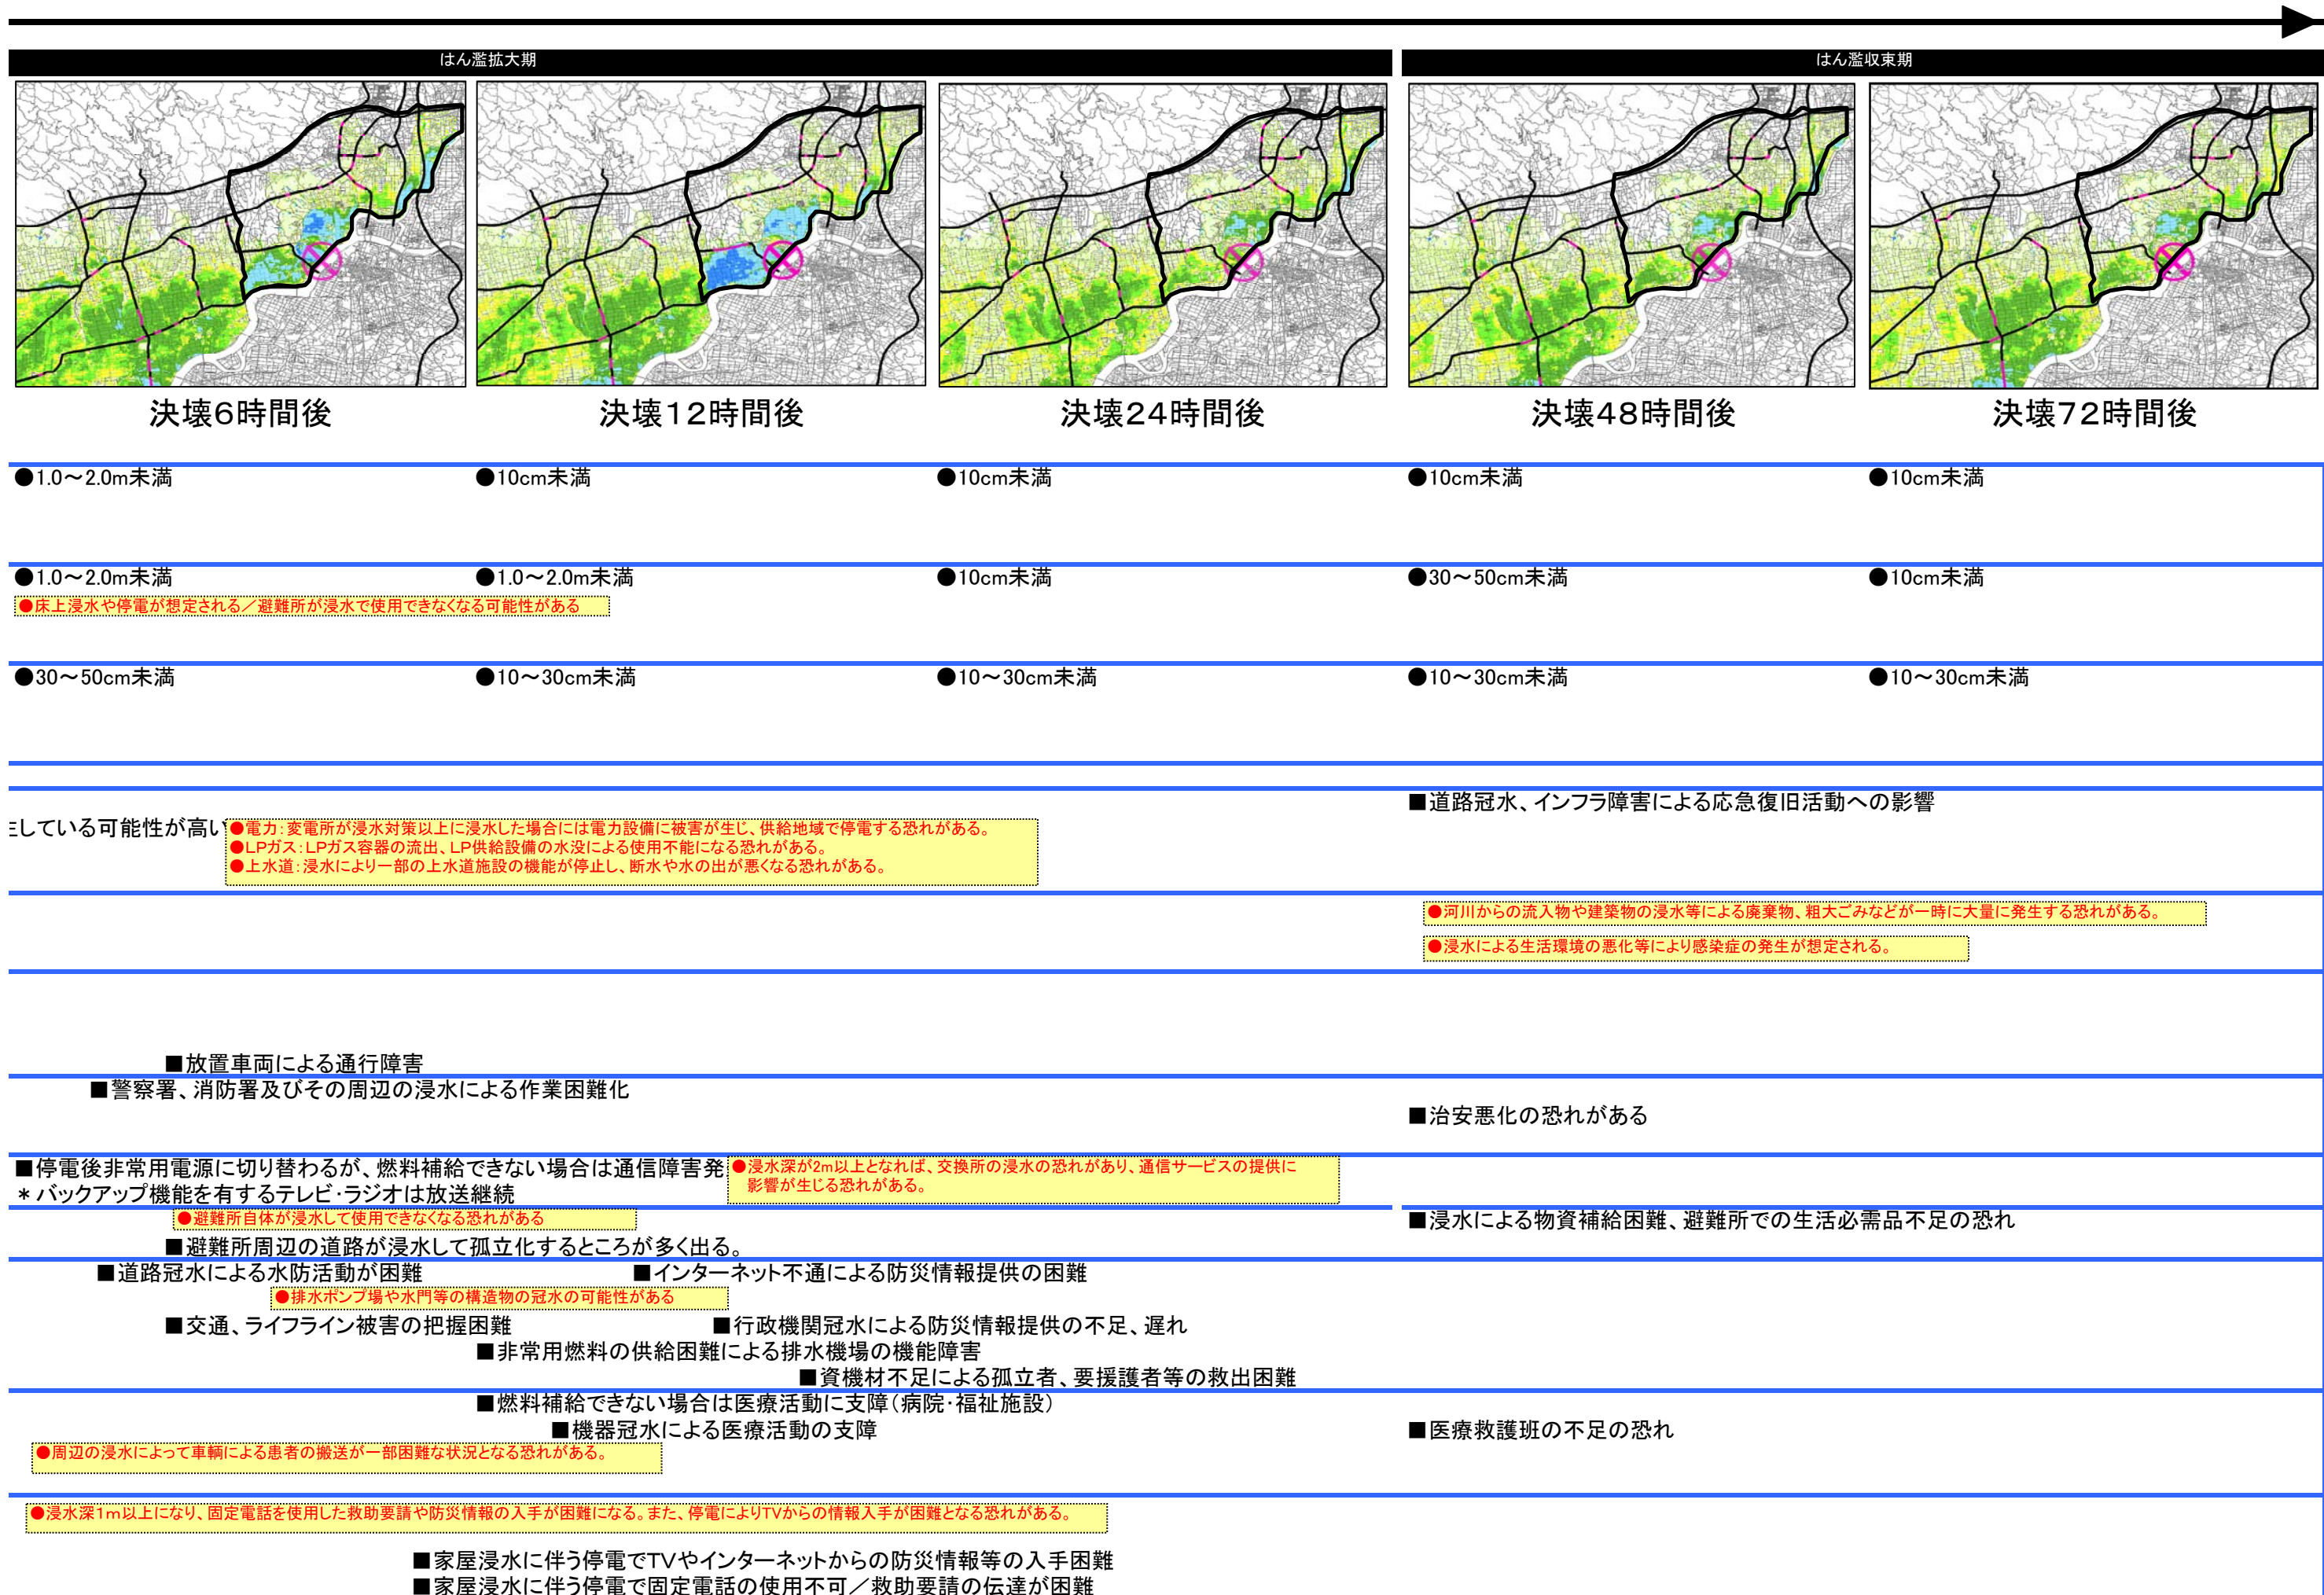 はん濫拡大期
はん濫収束期
決壊6時間後
決壊12時間後
決壊24時間後
決壊48時間後
決壊72時間後
●1.0～2.0m未満
●10cm未満
●10cm未満
●10cm未満
●10cm未満
●1.0～2.0m未満
●1.0～2.0m未満
●10cm未満
●30～50cm未満
●10cm未満
●床上浸水や停電が想定される／避難所が浸水で使用できなくなる可能性がある
●30～50cm未満
●10～30cm未満
●10～30cm未満
●10～30cm未満
●10～30cm未満
■道路冠水、インフラ障害による応急復旧活動への影響
している可能性が高い
●電力：変電所が浸水対策以上に浸水した場合には電力設備に被害が生じ、供給地域で停電する恐れがある。
●LPガス：LPガス容器の流出、LP供給設備の水没による使用不能になる恐れがある。
●上水道：浸水により一部の上水道施設の機能が停止し、断水や水の出が悪くなる恐れがある。
●河川からの流入物や建築物の浸水等による廃棄物、粗大ごみなどが一時に大量に発生する恐れがある。
●浸水による生活環境の悪化等により感染症の発生が想定される。
■放置車両による通行障害
■警察署、消防署及びその周辺の浸水による作業困難化
■治安悪化の恐れがある
■停電後非常用電源に切り替わるが、燃料補給できない場合は通信障害発
＊バックアップ機能を有するテレビ・ラジオは放送継続
●浸水深が2m以上となれば、交換所の浸水の恐れがあり、通信サービスの提供に
影響が生じる恐れがある。
●避難所自体が浸水して使用できなくなる恐れがある
■浸水による物資補給困難、避難所での生活必需品不足の恐れ
■避難所周辺の道路が浸水して孤立化するところが多く出る。
■道路冠水による水防活動が困難
■インターネット不通による防災情報提供の困難
●排水ポンプ場や水門等の構造物の冠水の可能性がある
■交通、ライフライン被害の把握困難
■行政機関冠水による防災情報提供の不足、遅れ
■非常用燃料の供給困難による排水機場の機能障害
■資機材不足による孤立者、要援護者等の救出困難
■燃料補給できない場合は医療活動に支障（病院・福祉施設）
■機器冠水による医療活動の支障
■医療救護班の不足の恐れ
●周辺の浸水によって車輌による患者の搬送が一部困難な状況となる恐れがある。
●浸水深1m以上になり、固定電話を使用した救助要請や防災情報の入手が困難になる。また、停電によりTVからの情報入手が困難となる恐れがある。
■家屋浸水に伴う停電でTVやインターネットからの防災情報等の入手困難
■家屋浸水に伴う停電で固定電話の使用不可／救助要請の伝達が困難